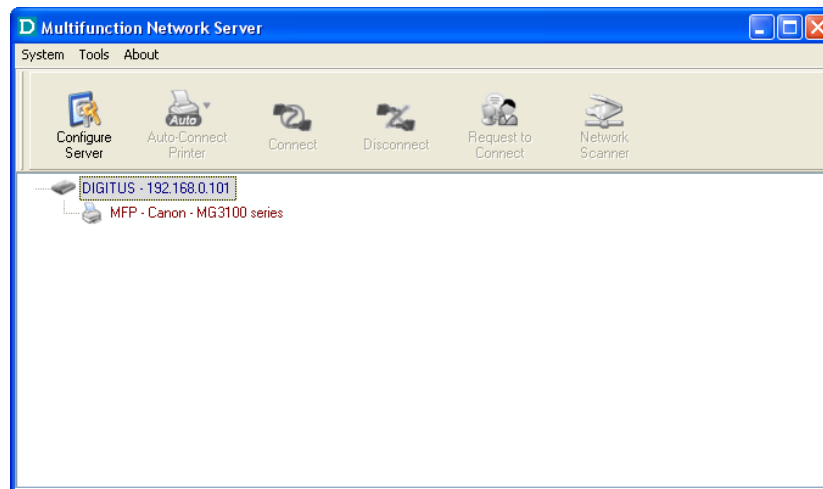 D Multifunction Network Server
System Tools About
Configure Server
Auto Auto-Connect Printer
Connect
Disconnect
Request to Connect
Network Scanner
DIGITUS - 192.168.0.101
MFP - Canon - MG3100 series